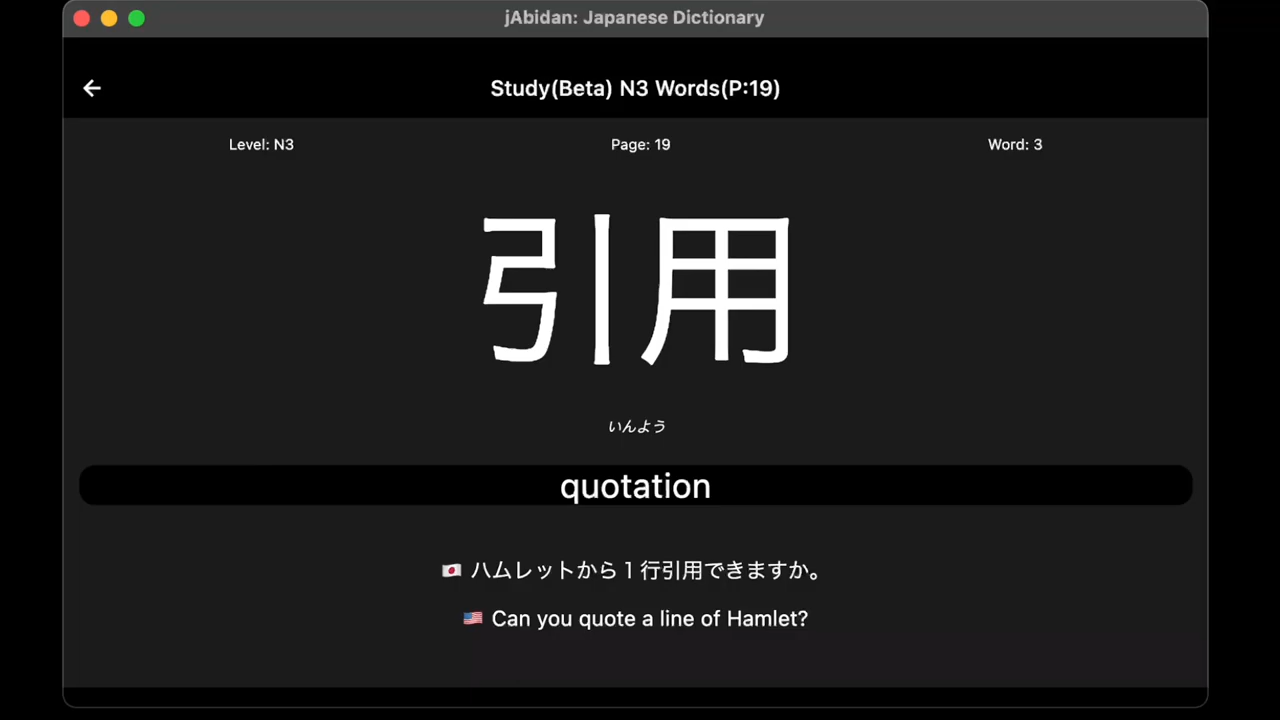 jAbidan: Japanese Dictionary
Study(Beta) N3 Words(P:19)
Level: N3
Page: 19
Word: 3
引用
いんよう
quotation
ハムレットから１行引用できますか。
Can you quote a line of Hamlet?